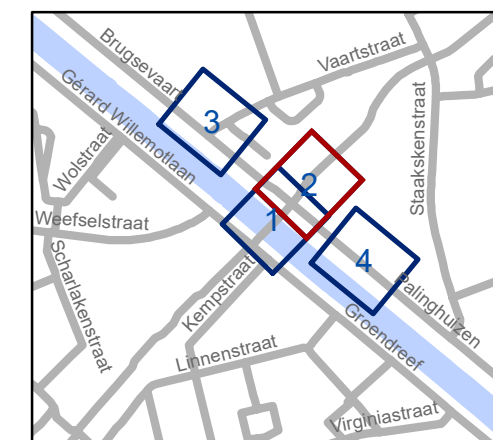 Brugsevaart
Vaartstraat
Gérard Willemotlaan
3
Staakskenstraat
Wolstraat
2
Weefselstraat
1
4
Scharlakenstraat
Kempstraat
Palinghuizen
Groendreef
Linnenstraat
Virginiastraat